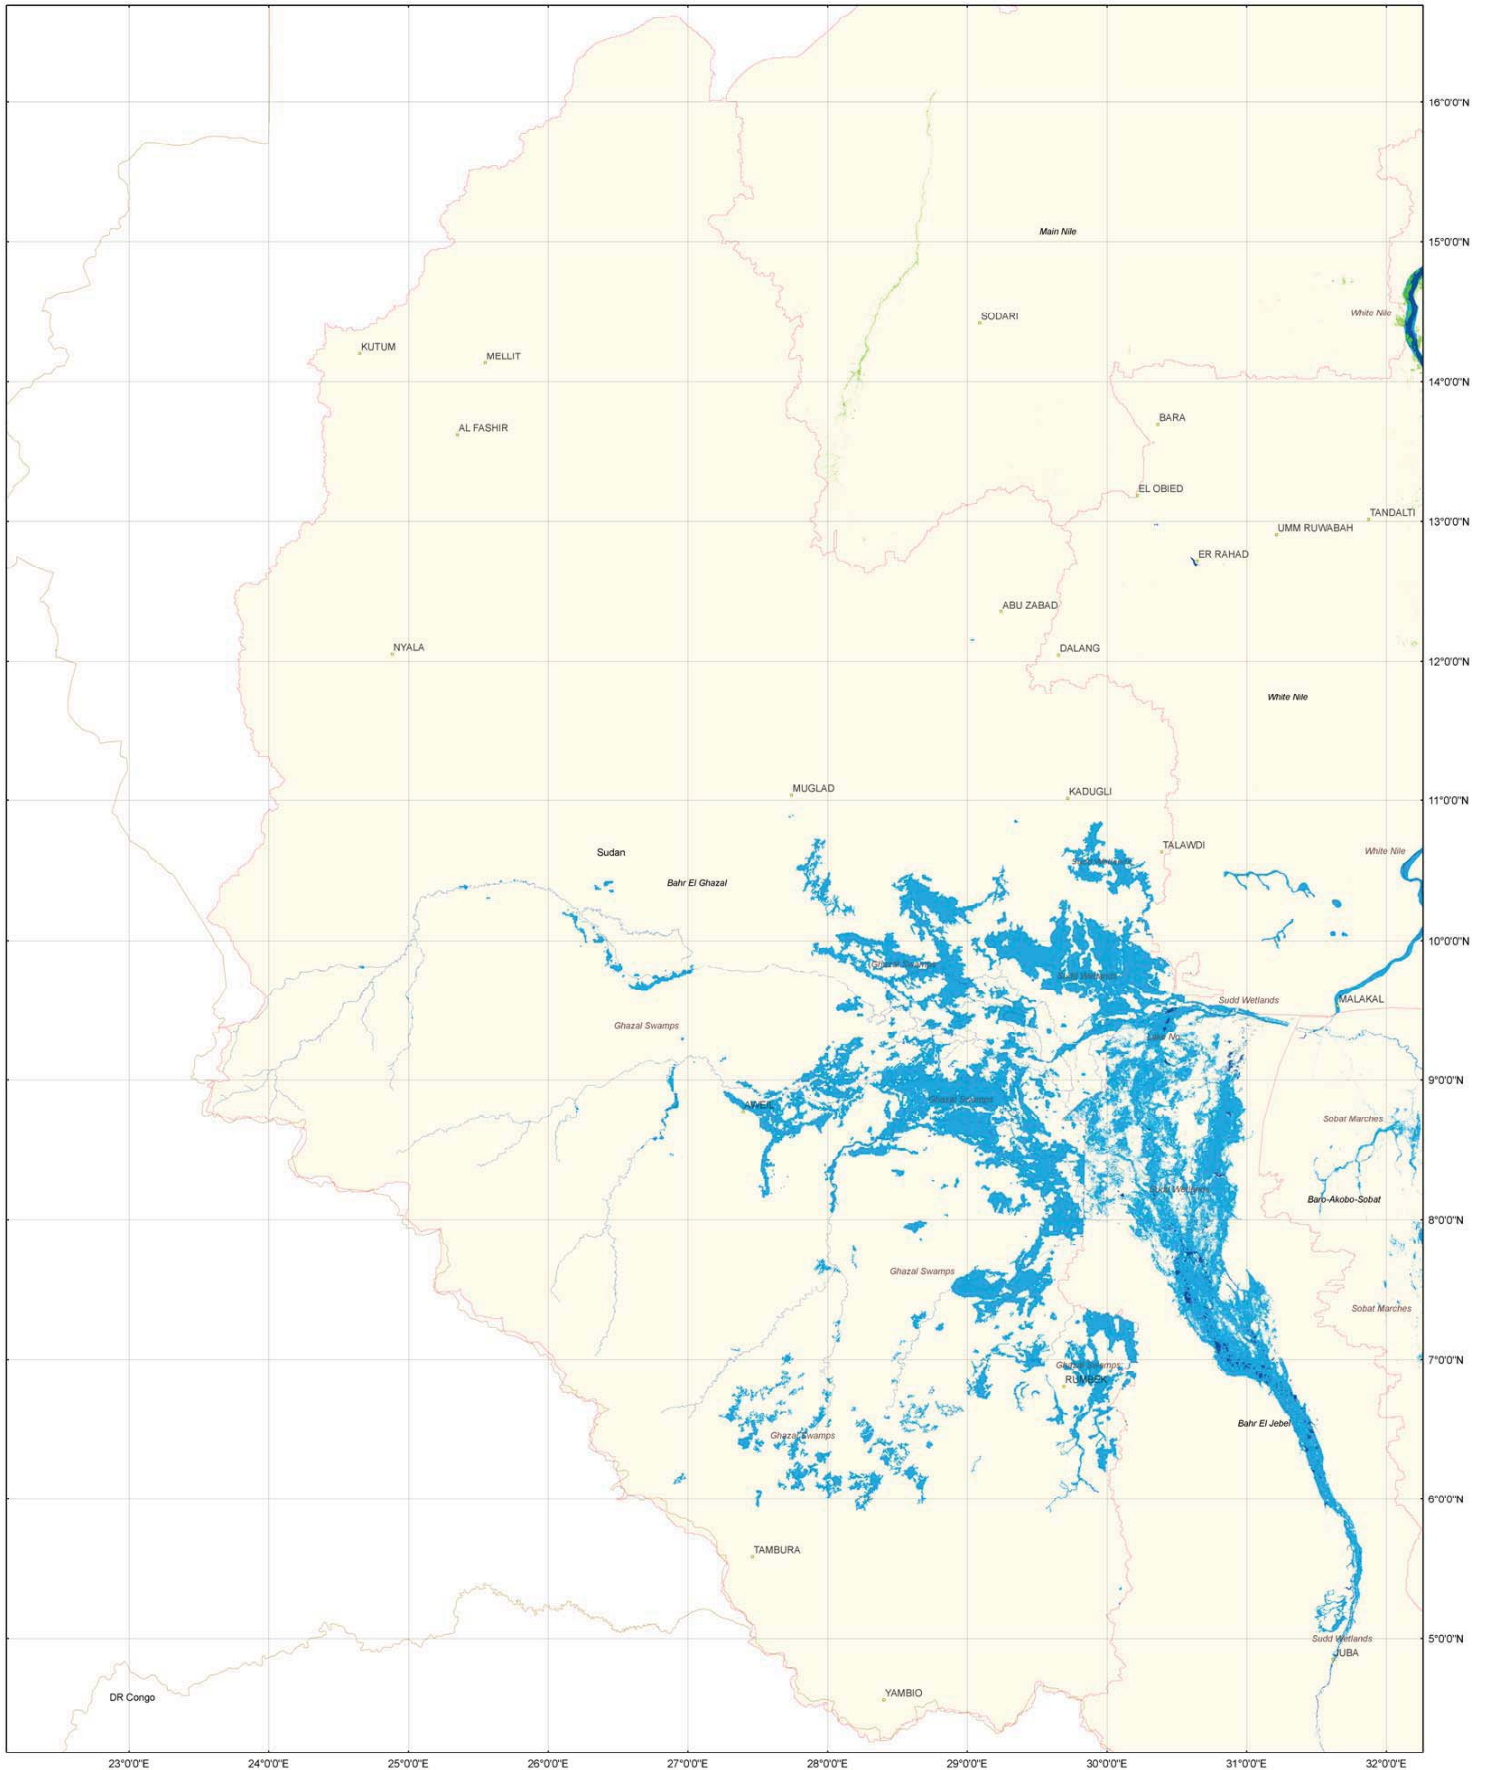 16°0'0"N
Main Nile
15°0'0"N
SODARI
White Nile
KUTUM
MELLIT
14°0'0"N
BARA
AL FASHIR
EL OBIED
TANDALTI
13°0'0"N
UMM RUWABAH
ER RAHAD
ABU ZABAD
NYALA
DALANG
12°0'0"N
White Nile
MUGLAD
KADUGLI
11°0'0"N
TALAWDI
Sudan
White Nile
Sudd Wetlands
Bahr El Ghazal
10°0'0"N
Ghazal Swamps
Sudd Wetlands
Sudd Wetlands
MALAKAL
Ghazal Swamps
Lake No
9°0'0"N
Ghazal Swamps
AWEIL
Sobat Marches
Sudd Wetlands
Baro-Akobo-Sobat
8°0'0"N
Ghazal Swamps
Sobat Marches
7°0'0"N
Ghazal Swamps
RUMBEK
Bahr El Jebel
Ghazal Swamps
6°0'0"N
TAMBURA
5°0'0"N
Sudd Wetlands
JUBA
YAMBIO
DR Congo
23°0'0"E
24°0'0"E
25°0'0"E
26°0'0"E
27°0'0"E
28°0'0"E
29°0'0"E
30°0'0"E
31°0'0"E
32°0'0"E